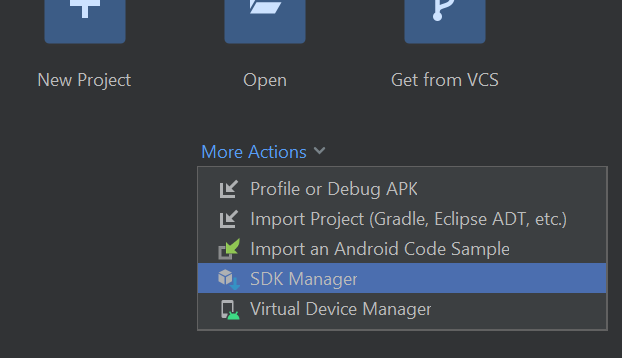 New Project
Open
Get from VCS
More Actions
Profile or Debug APK
Import Project (Gradle, Eclipse ADT, etc.)
Import an Android Code Sample
SDK Manager
Virtual Device Manager